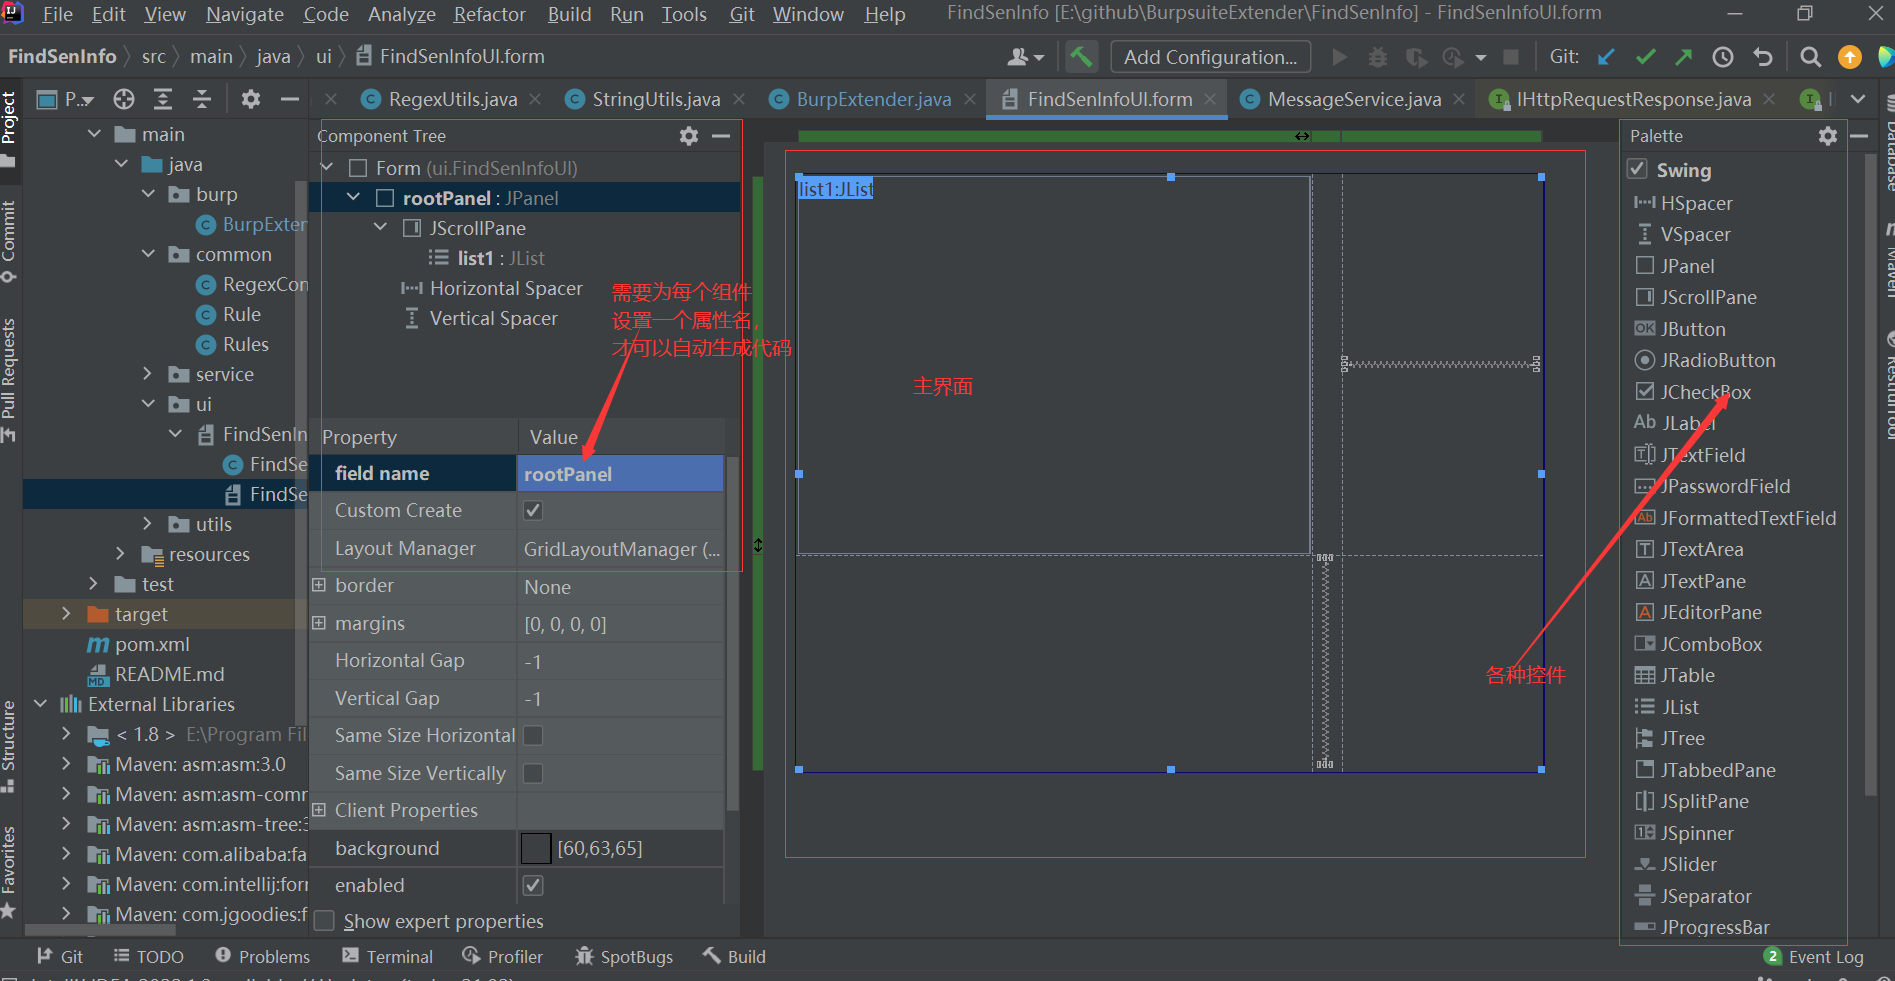 File Edit View Navigate Code Analyze Refactor Build Run Tools Git Window Help FindSenInfo [E:\github\BurpsuiteExtender\FindSenInfo] - FindSenInfoUI.form
FindSenInfo src main java ui FindSenInfoUI.form Add Configuration... Git:
P.. RegexUtils.java StringUtils.java BurpExtender.java FindSenInfoUI.form MessageService.java IHttpRequestResponse.java
Project
Commit
Pull Requests
Structure
Favorites
main
java
burp
BurpExter
common
RegexCon
Rule
Rules
service
ui
FindSenIn
FindSe
FindSe
utils
resources
test
target
pom.xml
README.md
External Libraries
< 1.8 > E:\Program Fil
Maven: asm:asm:3.0
Maven: asm:asm-comr
Maven: asm:asm-tree:3
Maven: com.alibaba:fa
Maven: com.intellij:forr
Maven: com.jgoodies:f
Component Tree
Form (ui.FindSenInfoUI)
rootPanel : JPanel
JScrollPane
list1 : JList
Horizontal Spacer
Vertical Spacer
需要为每个组件
设置一个属性名，
才可以自动生成代码
Property Value
field name rootPanel
Custom Create
Layout Manager GridLayoutManager (...
border None
margins [0, 0, 0, 0]
Horizontal Gap -1
Vertical Gap -1
Same Size Horizontal
Same Size Vertically
Client Properties
background [60,63,65]
enabled
Show expert properties
list1:JList
主界面
各种控件
Palette
Swing
HSpacer
VSpacer
JPanel
JScrollPane
JButton
JRadioButton
JCheckBox
JLabel
JTextField
JPasswordField
JFormattedTextField
JTextArea
JTextPane
JEditorPane
JComboBox
JTable
JList
JTree
JTabbedPane
JSplitPane
JSpinner
JSlider
JSeparator
JProgressBar
Database
Maven
Git TODO Problems Terminal Profiler SpotBugs Build 2 Event Log